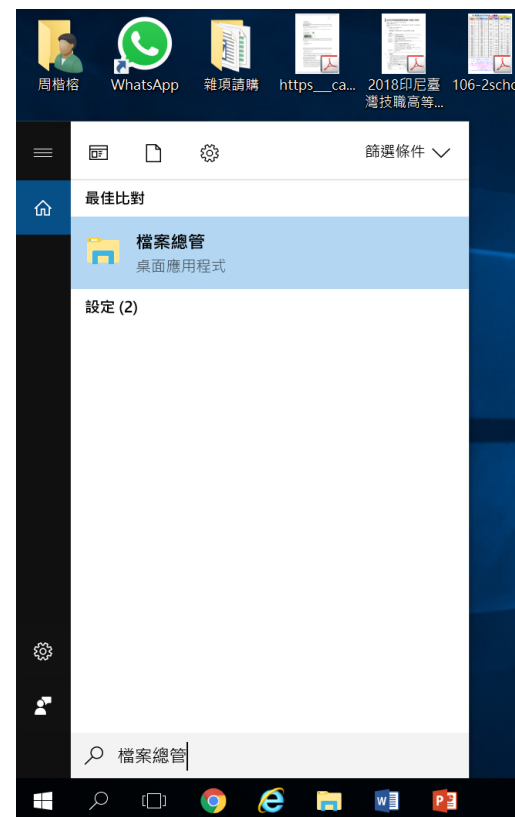 周楷榕
WhatsApp
雜項請購
https___ca...
2018印尼臺
灣技職高等...
106-2scho
篩選條件
最佳比對
檔案總管
桌面應用程式
設定 (2)
檔案總管